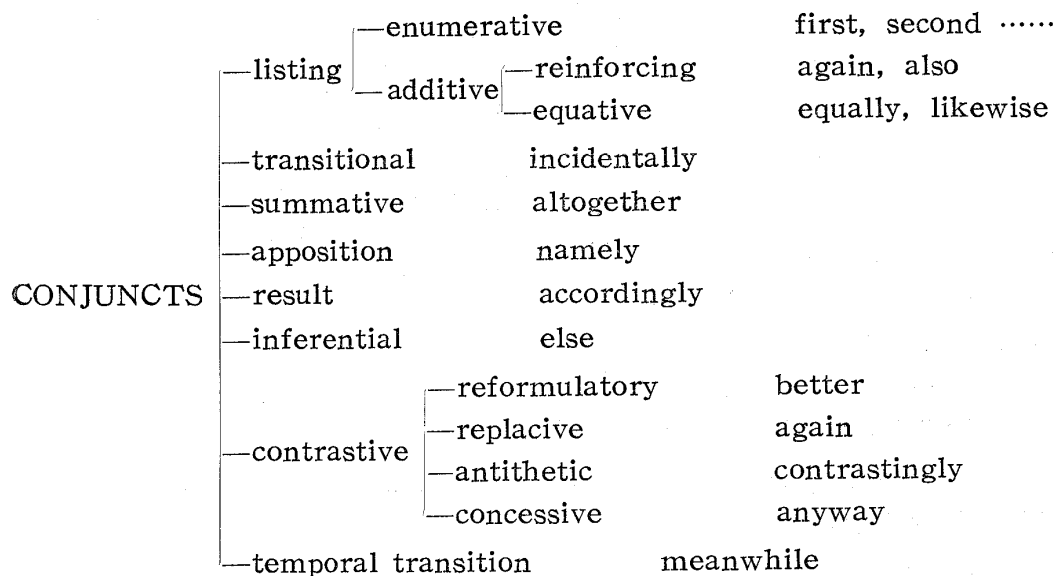 enumerative first, second ……
listing
additive reinforcing again, also
equative equally, likewise
transitional incidentally
summative altogether
apposition namely
CONJUNCTS result accordingly
inferential else
reformulatory better
replacive again
contrastive
antithetic contrastingly
concessive anyway
temporal transition meanwhile